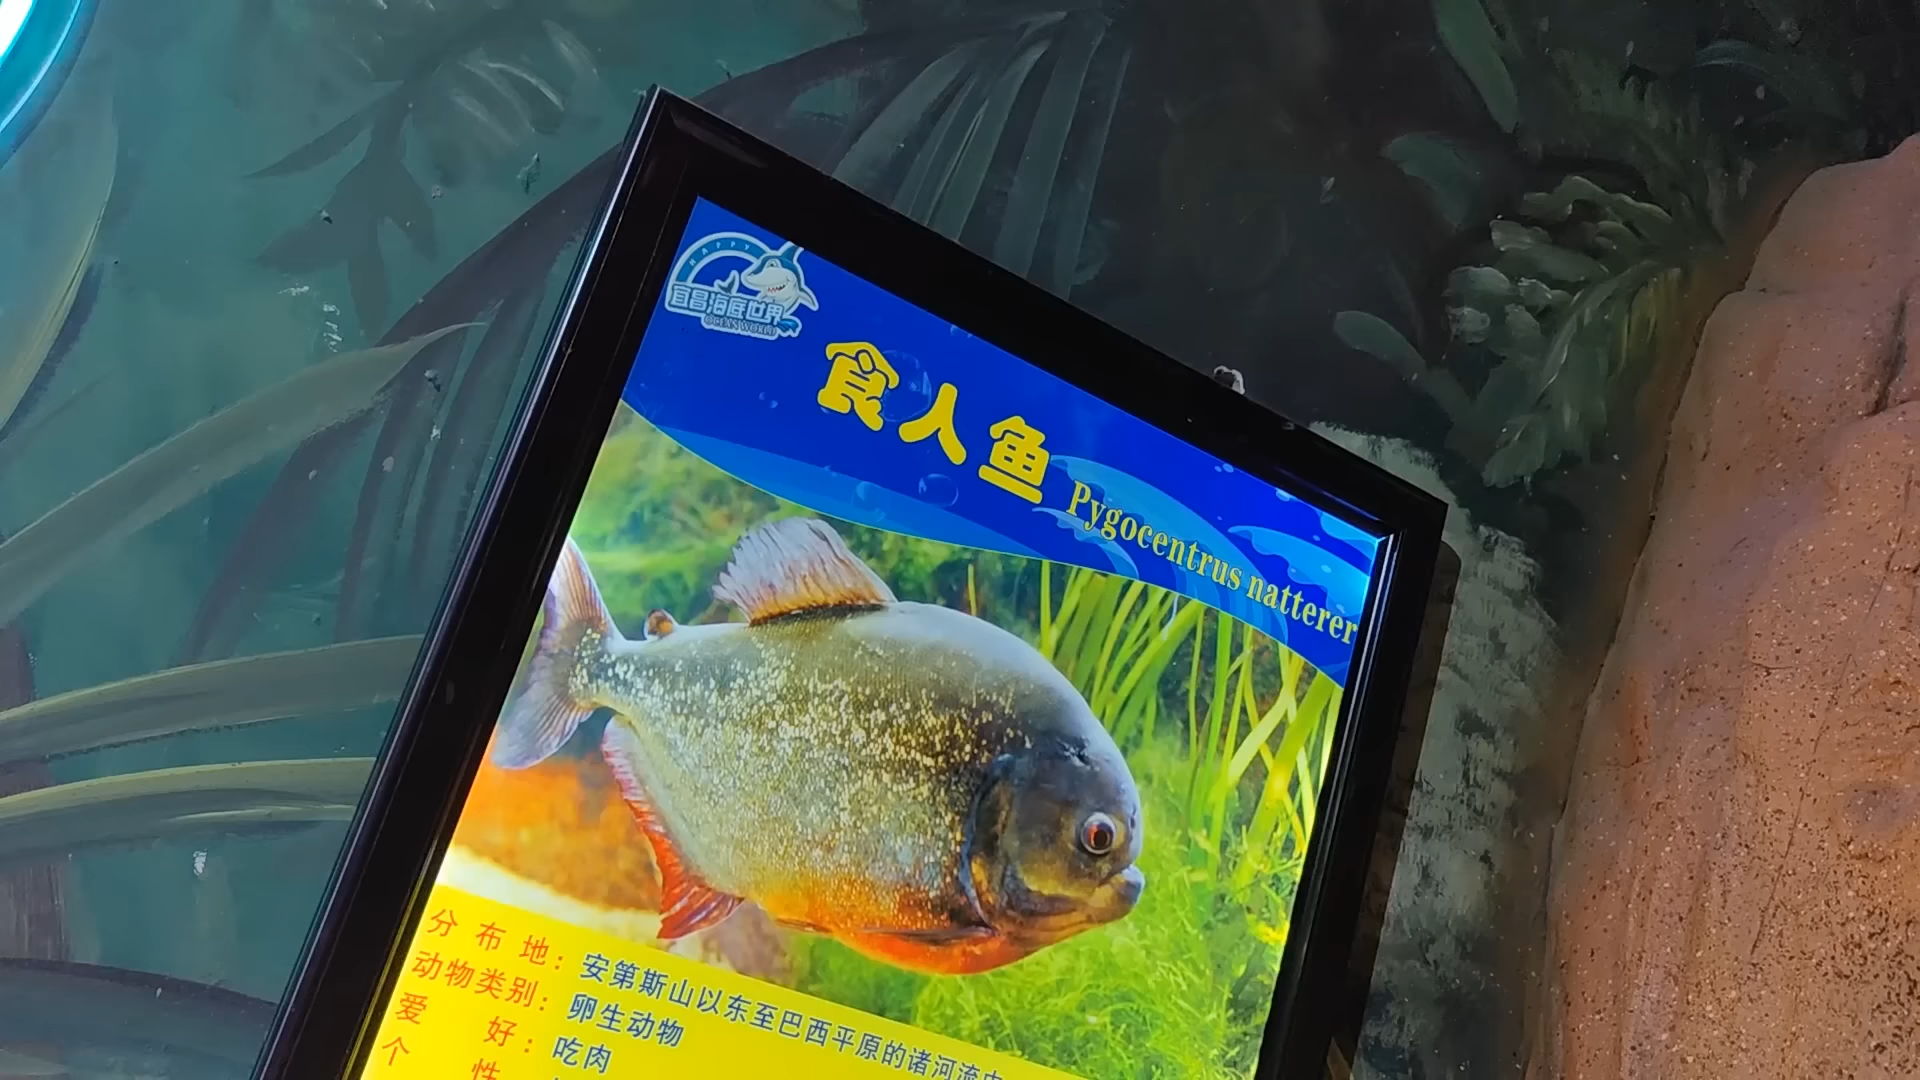 HAPPY
宜昌海底世界
OCEAN WORLD
食人鱼 Pygocentrus natterer
分布地：安第斯山以东至巴西平原的诸河流
动物类别：卵生动物
爱好：吃肉
个性